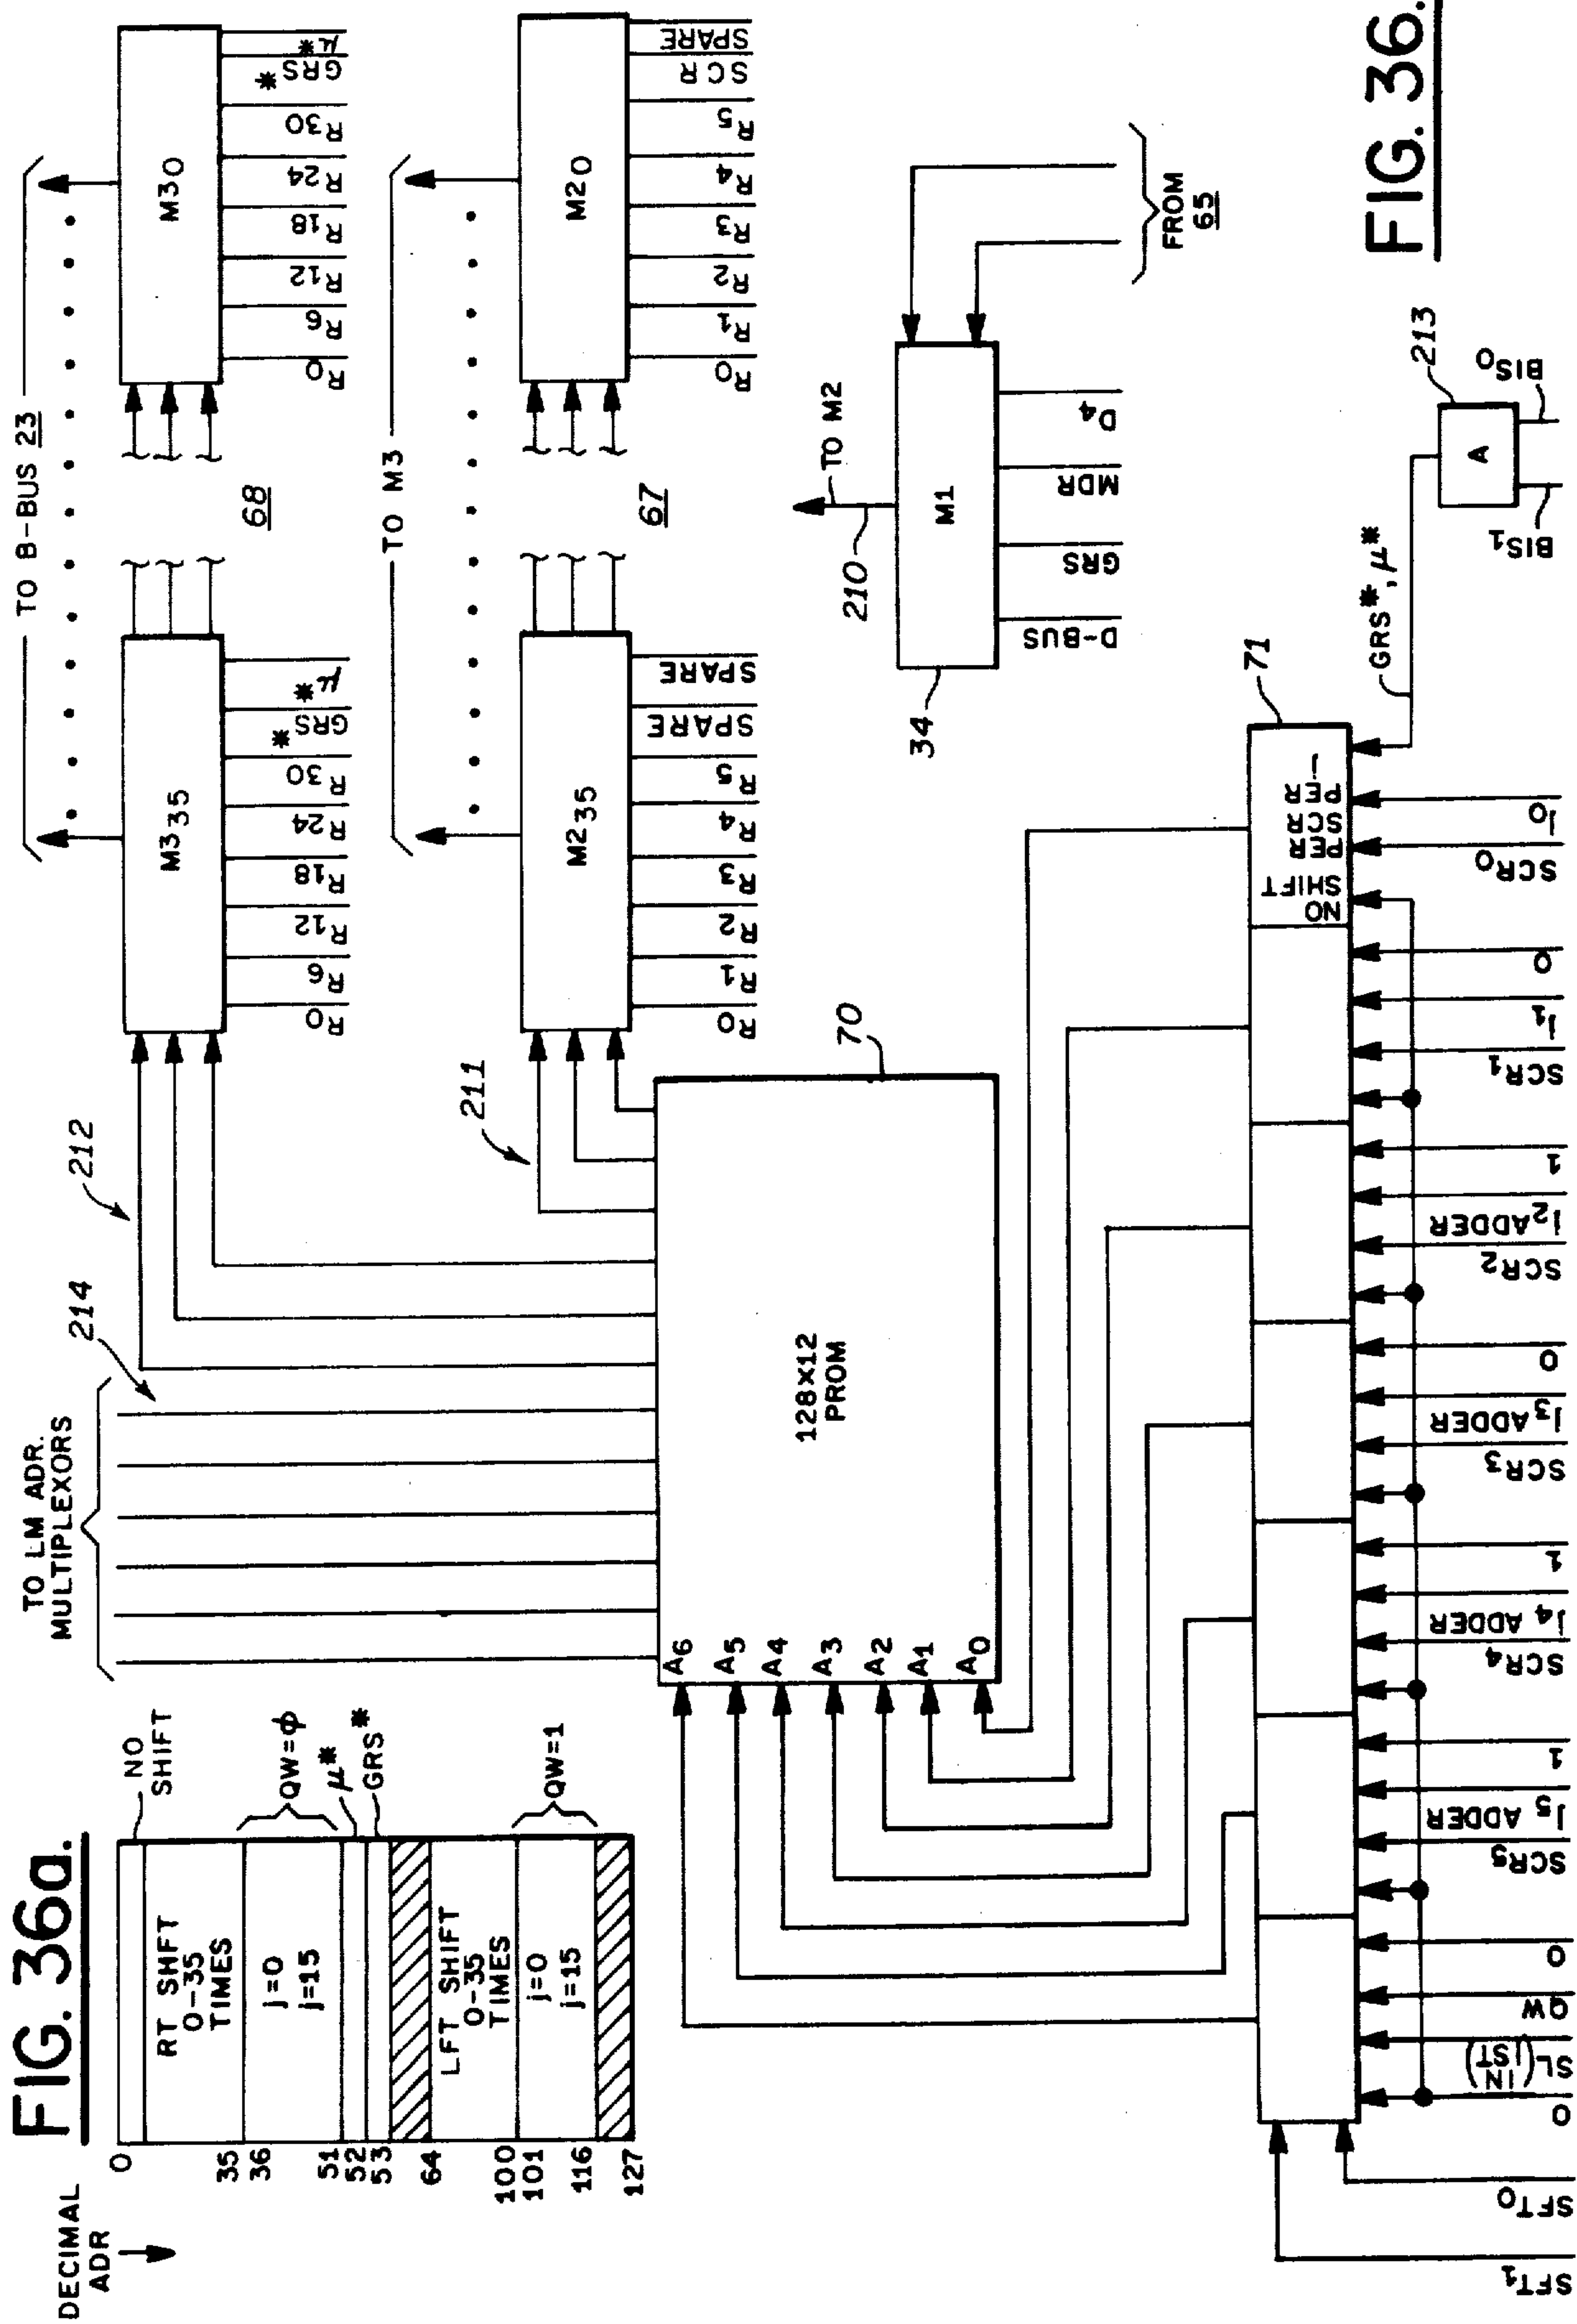 FIG. 36a.
DECIMAL
ADR
0
35
36
51
52
53
64
100
101
116
127
NO
SHIFT
RT SHFT
0-35
TIMES
j=0
j=15
QW=ϕ
μ*
GRS*
LFT SHIFT
0-35
TIMES
j=0
j=15
QW=1
TO LM ADR.
MULTIPLEXORS
214
212
211
TO B-BUS 23
M3₃₅
R0
R6
R12
R18
R24
R30
GRS*
μ*
68
M3₀
R0
R6
R12
R18
R24
R30
GRS*
μ*
TO M3
M2₃₅
R0
R1
R2
R3
R4
R5
SPARE
SPARE
67
M2₀
R0
R1
R2
R3
R4
R5
SCR
SPARE
70
128X12
PROM
A6
A5
A4
A3
A2
A1
A0
210
TO M2
34
M1
D-BUS
GRS
MDR
D4
FROM
65
71
NO
SHIFT
PER
SCR
PER
j
GRS*, μ*
213
A
BIS₁
BIS₀
SFT₁
SFT₀
0
SL (IN IST)
QW
0
SCR₅
j₅ ADDER
1
SCR₄
j₄ ADDER
1
SCR₃
j₃ ADDER
0
SCR₂
j₂ ADDER
1
SCR₁
j₁
0
SCR₀
j₀
FIG. 36.